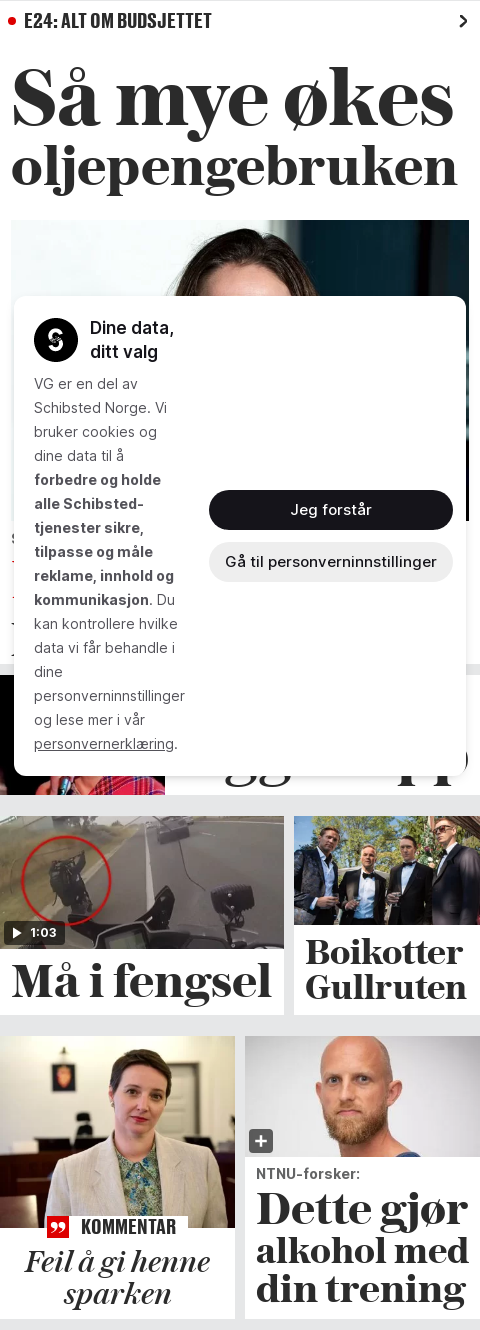 E24: ALT OM BUDSJETTET
Så mye økes
oljepengebruken
Dine data,
ditt valg
VG er en del av
Schibsted Norge. Vi
bruker cookies og
dine data til å
forbedre og holde
alle Schibsted-
tjenester sikre,
tilpasse og måle
reklame, innhold og
kommunikasjon. Du
kan kontrollere hvilke
data vi får behandle i
dine
personverninnstillinger
og lese mer i vår
personvernerklæring.
Jeg forstår
Gå til personverninnstillinger
1:03
Må i fengsel
Boikotter
Gullruten
KOMMENTAR
Feil å gi henne
sparken
NTNU-forsker:
Dette gjør
alkohol med
din trening